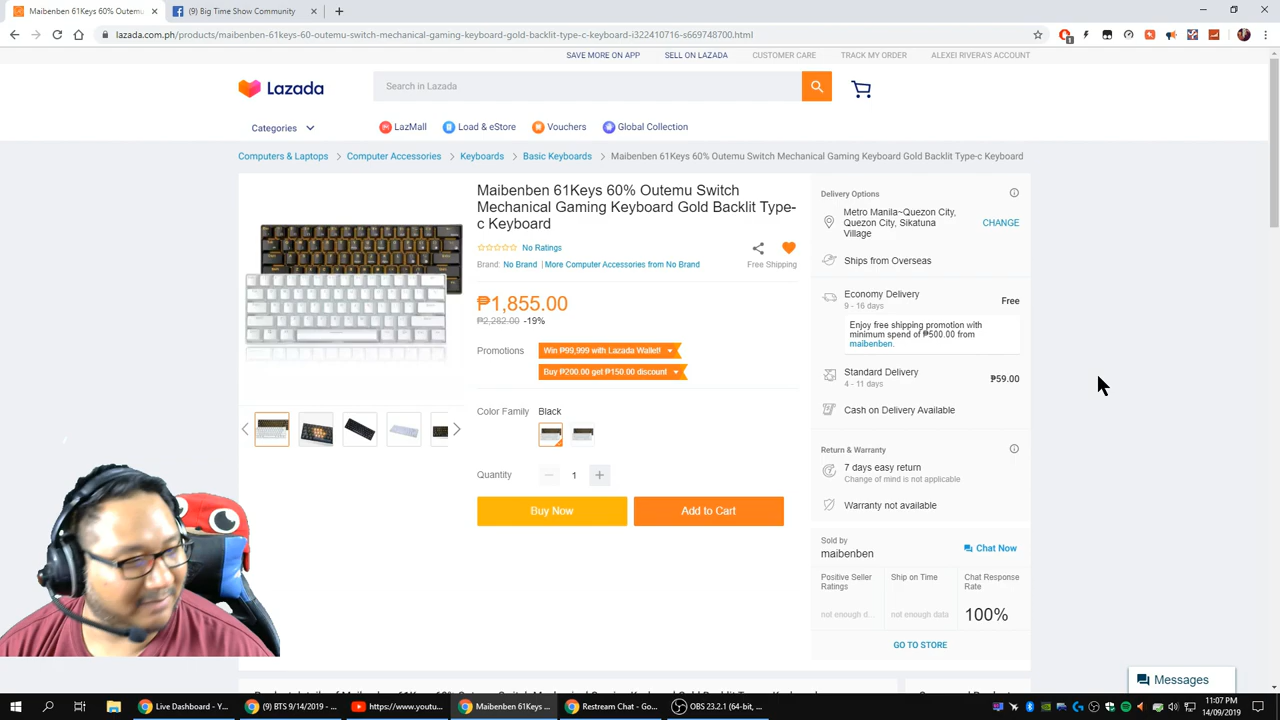 Maibenben 61Keys 60% Outemu S
(9) Big Time Show Community
lazada.com.ph/products/maibenben-61keys-60-outemu-switch-mechanical-gaming-keyboard-gold-backlit-type-c-keyboard-i322410716-s669748700.html
1
SAVE MORE ON APP
SELL ON LAZADA
CUSTOMER CARE
TRACK MY ORDER
ALEXEI RIVERA'S ACCOUNT
Lazada
Search in Lazada
Categories
LazMall
Load & eStore
Vouchers
Global Collection
Computers & Laptops
Computer Accessories
Keyboards
Basic Keyboards
Maibenben 61Keys 60% Outemu Switch Mechanical Gaming Keyboard Gold Backlit Type-c Keyboard
Maibenben 61Keys 60% Outemu Switch
Mechanical Gaming Keyboard Gold Backlit Type-
c Keyboard
No Ratings
Free Shipping
Brand: No Brand | More Computer Accessories from No Brand
₱1,855.00
₱2,282.00 -19%
Promotions
Win ₱99,999 with Lazada Wallet!
Buy ₱200.00 get ₱150.00 discount
Color Family Black
Quantity
1
Buy Now
Add to Cart
Delivery Options
Metro Manila~Quezon City,
Quezon City, Sikatuna
Village
CHANGE
Ships from Overseas
Economy Delivery
Free
9 - 16 days
Enjoy free shipping promotion with
minimum spend of ₱500.00 from
maibenben.
Standard Delivery
₱59.00
4 - 11 days
Cash on Delivery Available
Return & Warranty
7 days easy return
Change of mind is not applicable
Warranty not available
Sold by
maibenben
Chat Now
Positive Seller
Ratings
Ship on Time
Chat Response
Rate
not enough d...
not enough data
100%
GO TO STORE
Messages
Live Dashboard - Y...
(9) BTS 9/14/2019 - ...
https://www.youtu...
Maibenben 61Keys ...
Restream Chat - Go...
OBS 23.2.1 (64-bit, ...
11:07 PM
14/09/2019